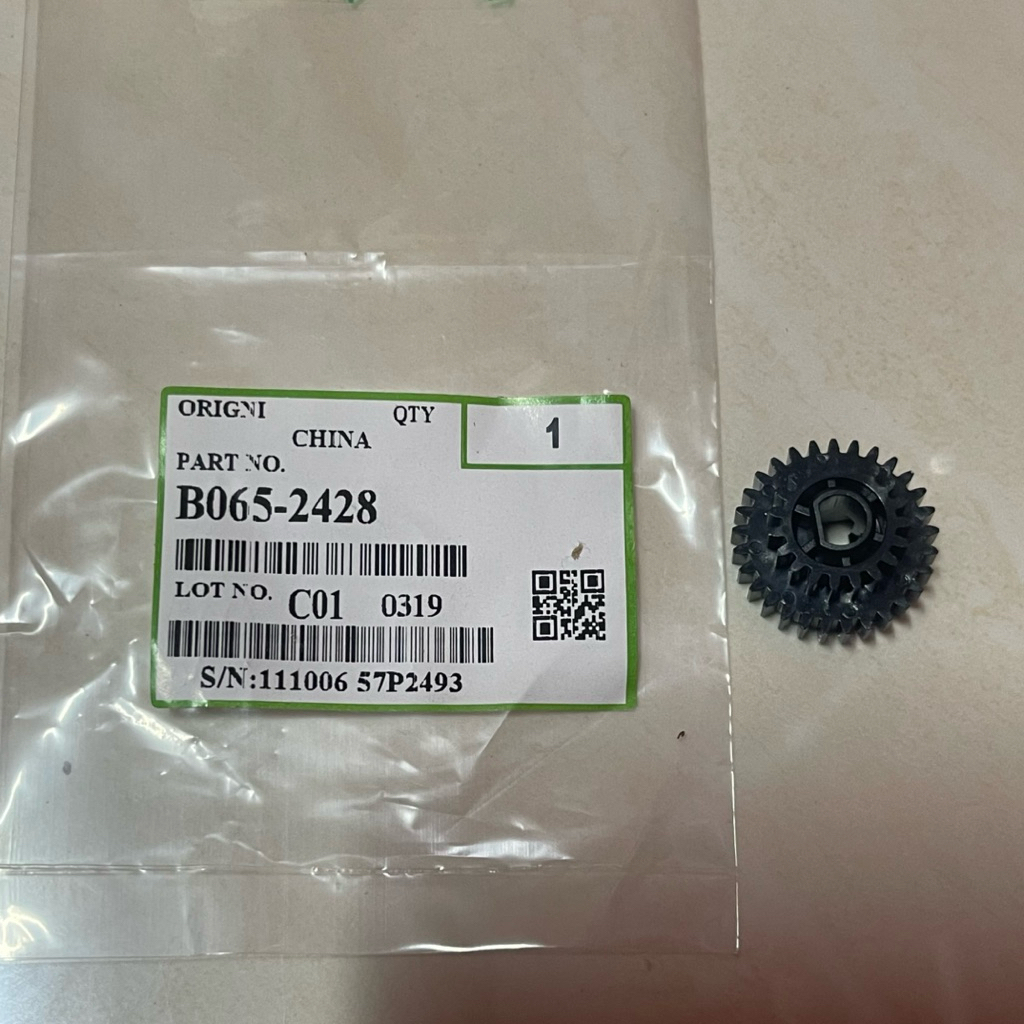 ORIGNI
QTY
1
CHINA
PART NO.
B065-2428
LOT NO. C01 0319
S/N:111006 57P2493